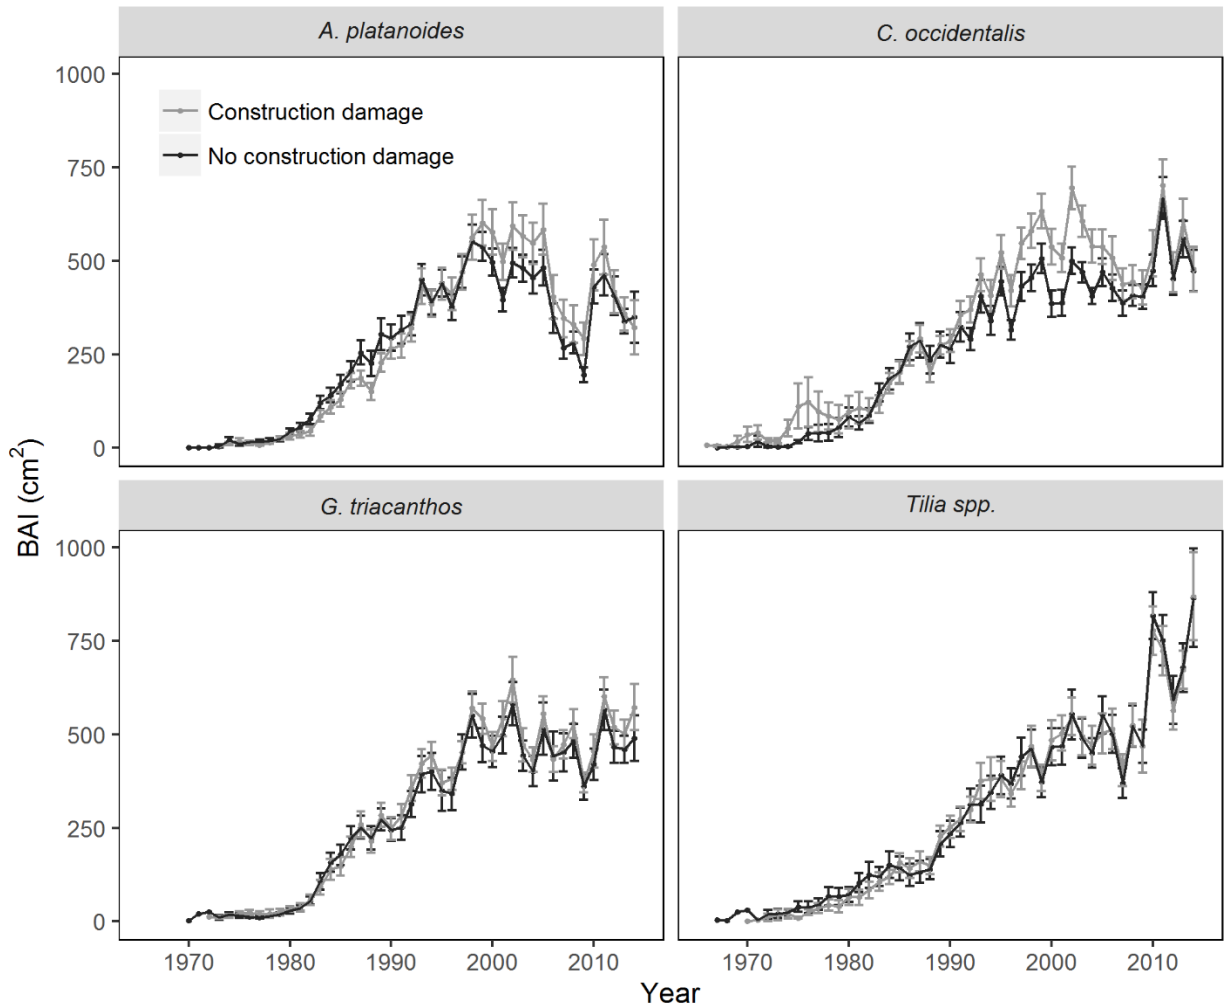 A. platanoides
C. occidentalis
1000
750
500
250
0
Construction damage
No construction damage
BAI (cm²)
G. triacanthos
Tilia spp.
1000
750
500
250
0
1970 1980 1990 2000 2010
1970 1980 1990 2000 2010
Year